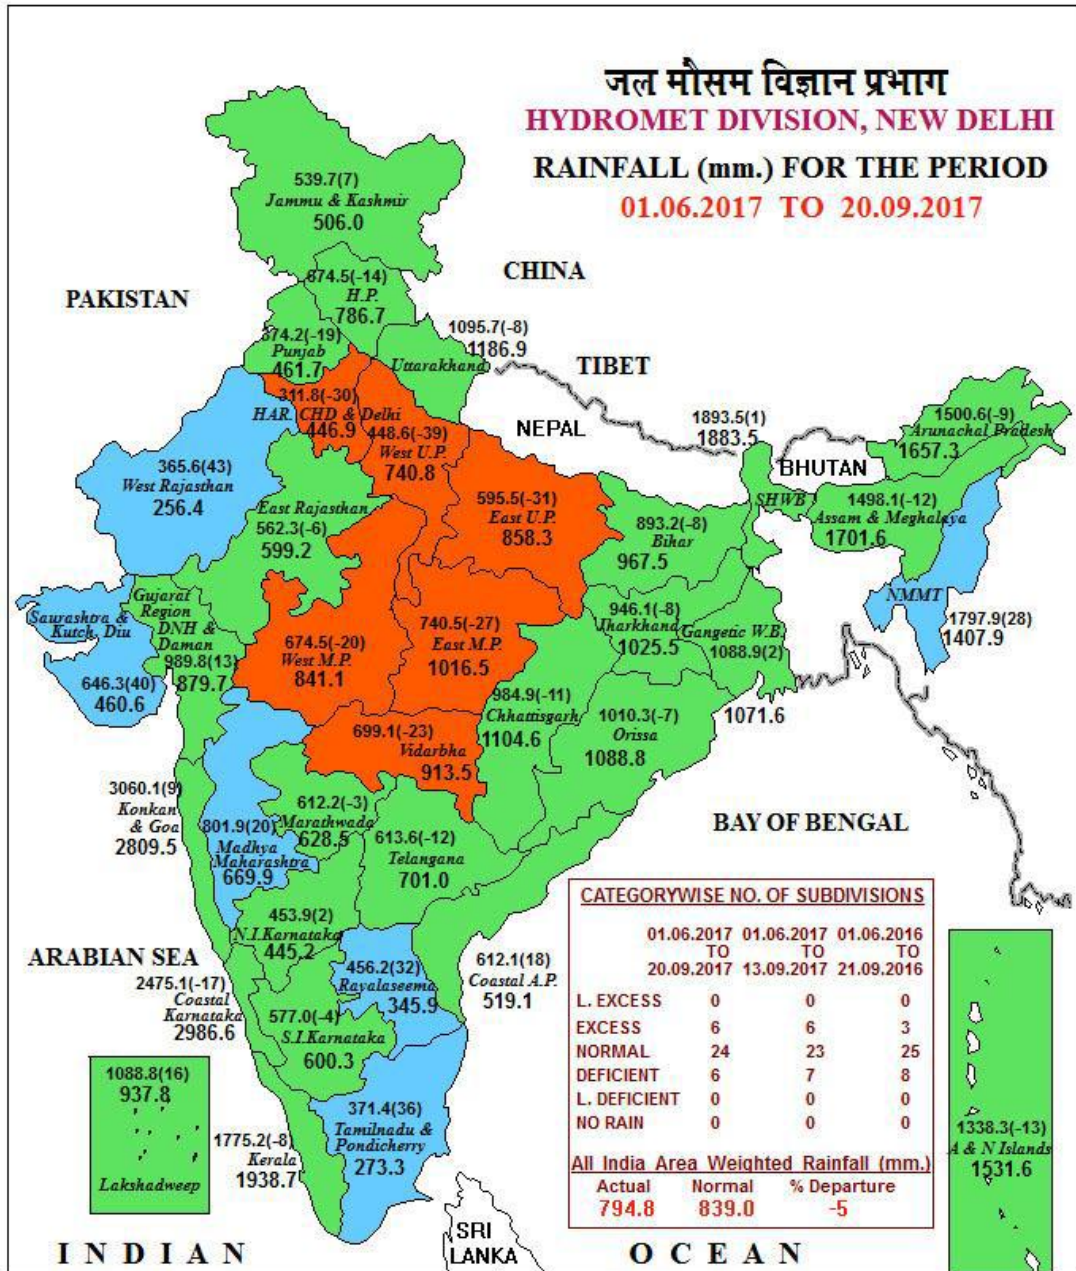 जल मौसम विज्ञान प्रभाग
HYDROMET DIVISION, NEW DELHI
RAINFALL (mm.) FOR THE PERIOD
01.06.2017 TO 20.09.2017
539.7(7)
Jammu & Kashmir
506.0
CHINA
PAKISTAN
674.5(-14)
H.P.
786.7
374.2(-19)
Punjab
461.7
1095.7(-8)
1186.9
Uttarakhand
TIBET
311.8(-30)
HAR. CHD & Delhi
446.9
448.6(-39)
West U.P.
740.8
NEPAL
1893.5(1)
1883.5
SHWB
BHUTAN
1500.6(-9)
Arunachal Pradesh
1657.3
365.6(43)
West Rajasthan
256.4
East Rajasthan
562.3(-6)
599.2
595.5(-31)
East U.P.
858.3
893.2(-8)
Bihar
967.5
1498.1(-12)
Assam & Meghalaya
1701.6
NMMT
1797.9(28)
1407.9
Saurashtra &
Kutch, Diu
646.3(40)
460.6
Gujarat
Region
DNH &
Daman
989.8(13)
879.7
674.5(-20)
West M.P.
841.1
740.5(-27)
East M.P.
1016.5
946.1(-8)
Jharkhand
1025.5
Gangetic W.B.
1088.9(2)
1071.6
984.9(-11)
Chhattisgarh
1104.6
1010.3(-7)
Orissa
1088.8
699.1(-23)
Vidarbha
913.5
3060.1(9)
Konkan
& Goa
2809.5
801.9(20)
Madhya
Maharashtra
669.9
612.2(-3)
Marathwada
628.5
613.6(-12)
Telangana
701.0
BAY OF BENGAL
453.9(2)
N.I.Karnataka
445.2
ARABIAN SEA
2475.1(-17)
Coastal
Karnataka
2986.6
456.2(32)
Rayalaseema
345.9
612.1(18)
Coastal A.P.
519.1
577.0(-4)
S.I.Karnataka
600.3
1088.8(16)
937.8
Lakshadweep
1775.2(-8)
Kerala
1938.7
371.4(36)
Tamilnadu &
Pondicherry
273.3
CATEGORYWISE NO. OF SUBDIVISIONS
01.06.2017 01.06.2017 01.06.2016
TO TO TO
20.09.2017 13.09.2017 21.09.2016
L. EXCESS 0 0 0
EXCESS 6 6 3
NORMAL 24 23 25
DEFICIENT 6 7 8
L. DEFICIENT 0 0 0
NO RAIN 0 0 0
All India Area Weighted Rainfall (mm.)
Actual Normal % Departure
794.8 839.0 -5
1338.3(-13)
A & N Islands
1531.6
SRI
LANKA
INDIAN OCEAN